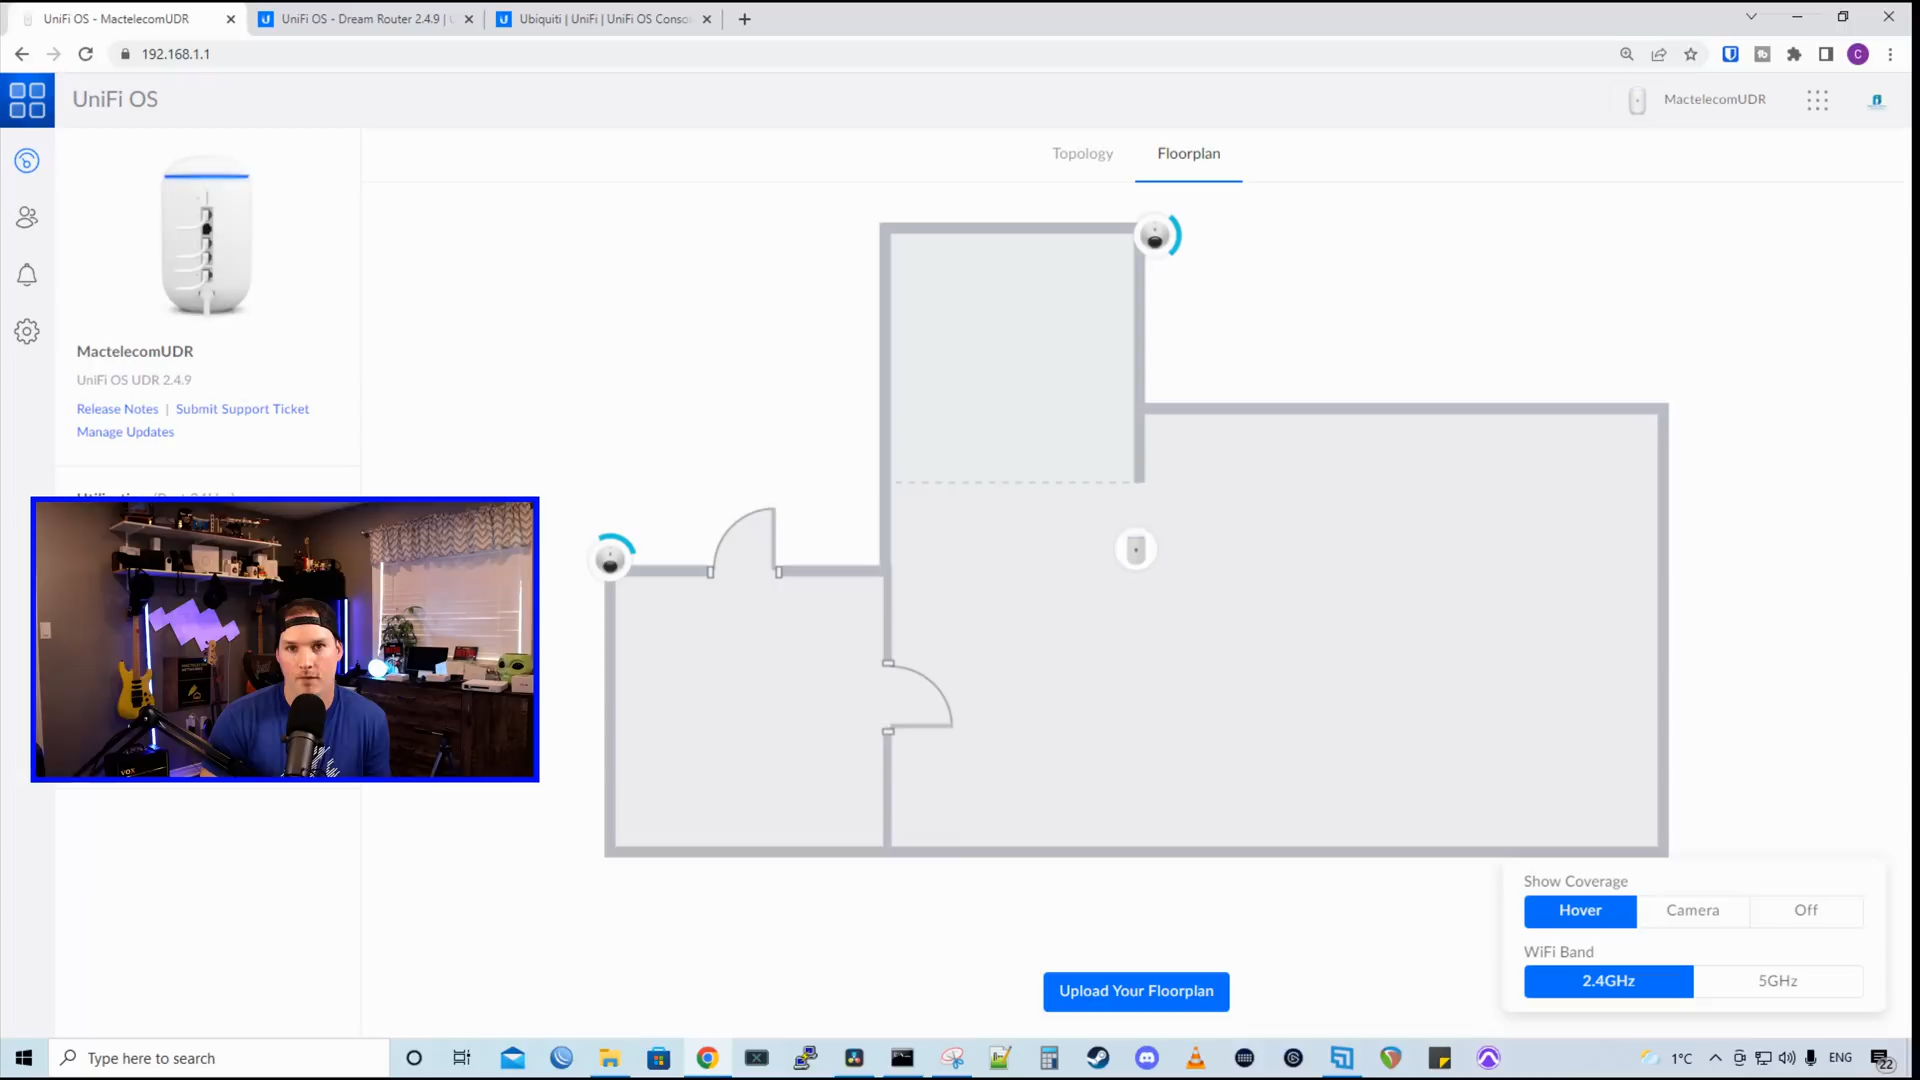 UniFi OS - MactelecomUDR
UniFi OS - Dream Router 2.4.9 |
Ubiquiti | UniFi | UniFi OS Conso
192.168.1.1
UniFi OS
MactelecomUDR
Topology
Floorplan
MactelecomUDR
UniFi OS UDR 2.4.9
Release Notes | Submit Support Ticket
Manage Updates
VOX
Show Coverage
Hover
Camera
Off
WiFi Band
2.4GHz
5GHz
Upload Your Floorplan
Type here to search
1°C
ENG
22